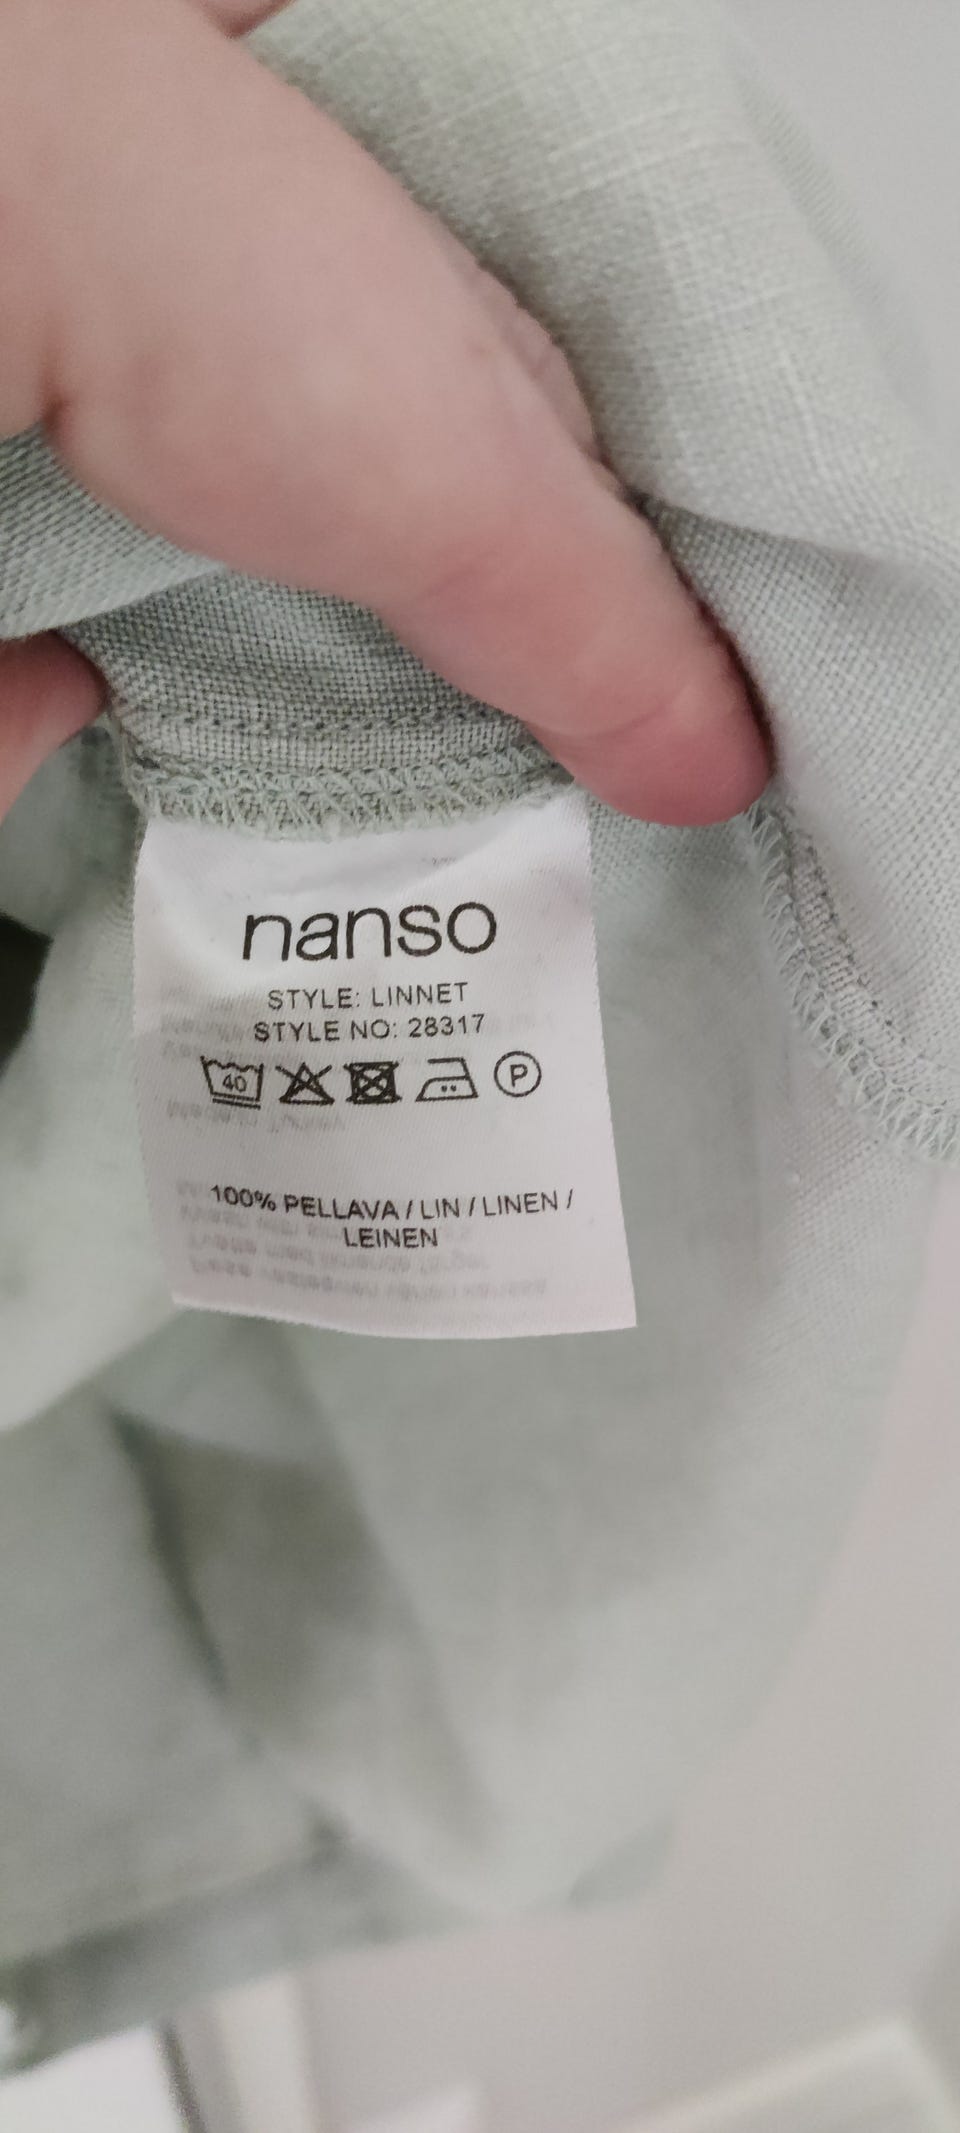 nanso
STYLE: LINNET
STYLE NO: 28317
40 P
100% PELLAVA / LIN / LINEN /
LEINEN